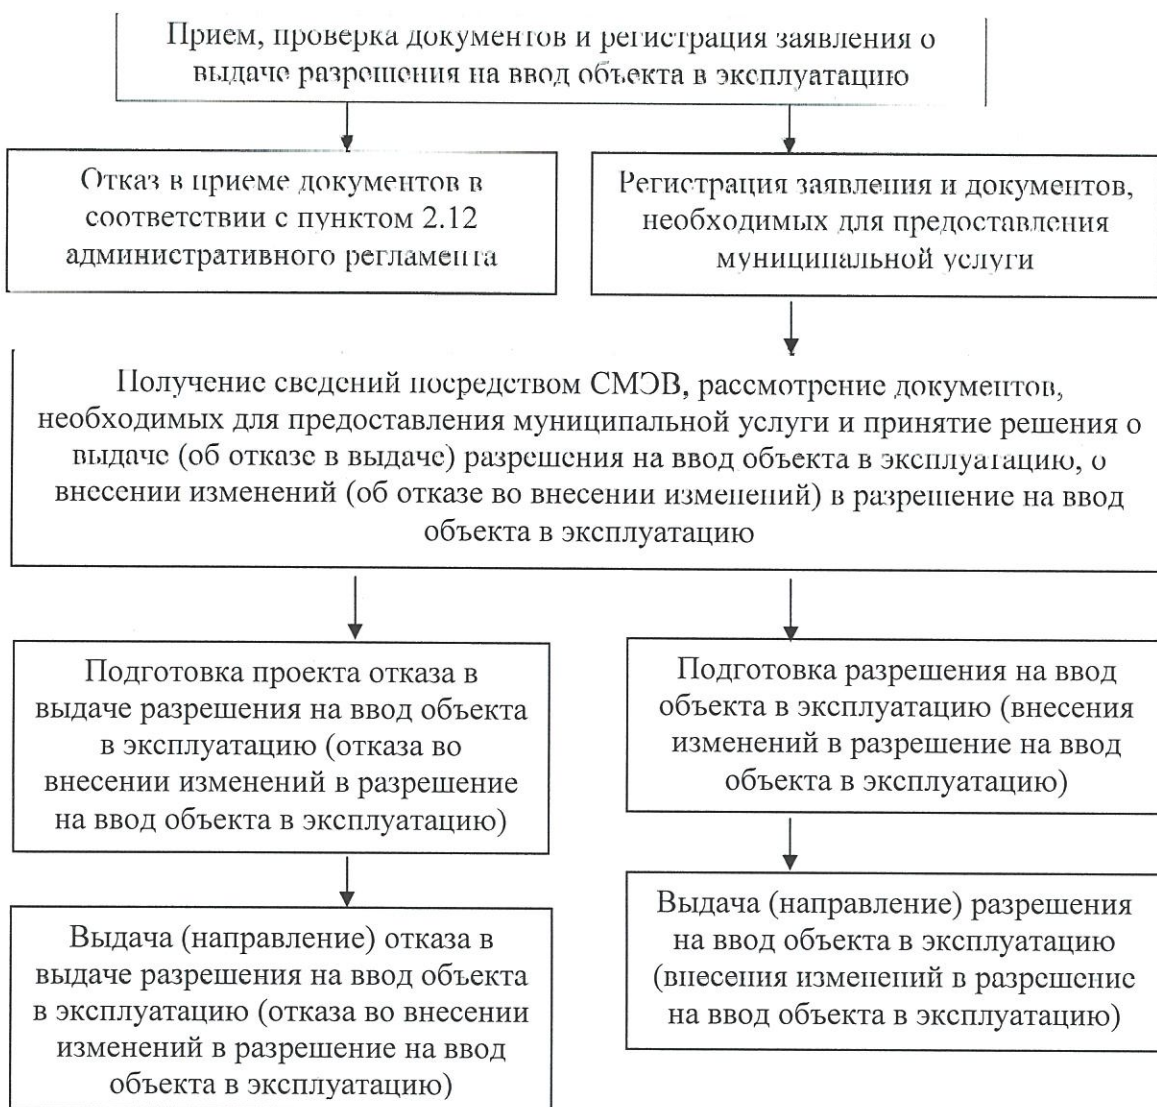 Прием, проверка документов и регистрация заявления о
выдаче разрешения на ввод объекта в эксплуатацию
Отказ в приеме документов в
соответствии с пунктом 2.12
административного регламента
Регистрация заявления и документов,
необходимых для предоставления
муниципальной услуги
Получение сведений посредством СМЭВ, рассмотрение документов,
необходимых для предоставления муниципальной услуги и принятие решения о
выдаче (об отказе в выдаче) разрешения на ввод объекта в эксплуатацию, о
внесении изменений (об отказе во внесении изменений) в разрешение на ввод
объекта в эксплуатацию
Подготовка проекта отказа в
выдаче разрешения на ввод объекта
в эксплуатацию (отказа во
внесении изменений в разрешение
на ввод объекта в эксплуатацию)
Подготовка разрешения на ввод
объекта в эксплуатацию (внесения
изменений в разрешение на ввод
объекта в эксплуатацию)
Выдача (направление) отказа в
выдаче разрешения на ввод объекта
в эксплуатацию (отказа во внесении
изменений в разрешение на ввод
объекта в эксплуатацию)
Выдача (направление) разрешения
на ввод объекта в эксплуатацию
(внесения изменений в разрешение
на ввод объекта в эксплуатацию)